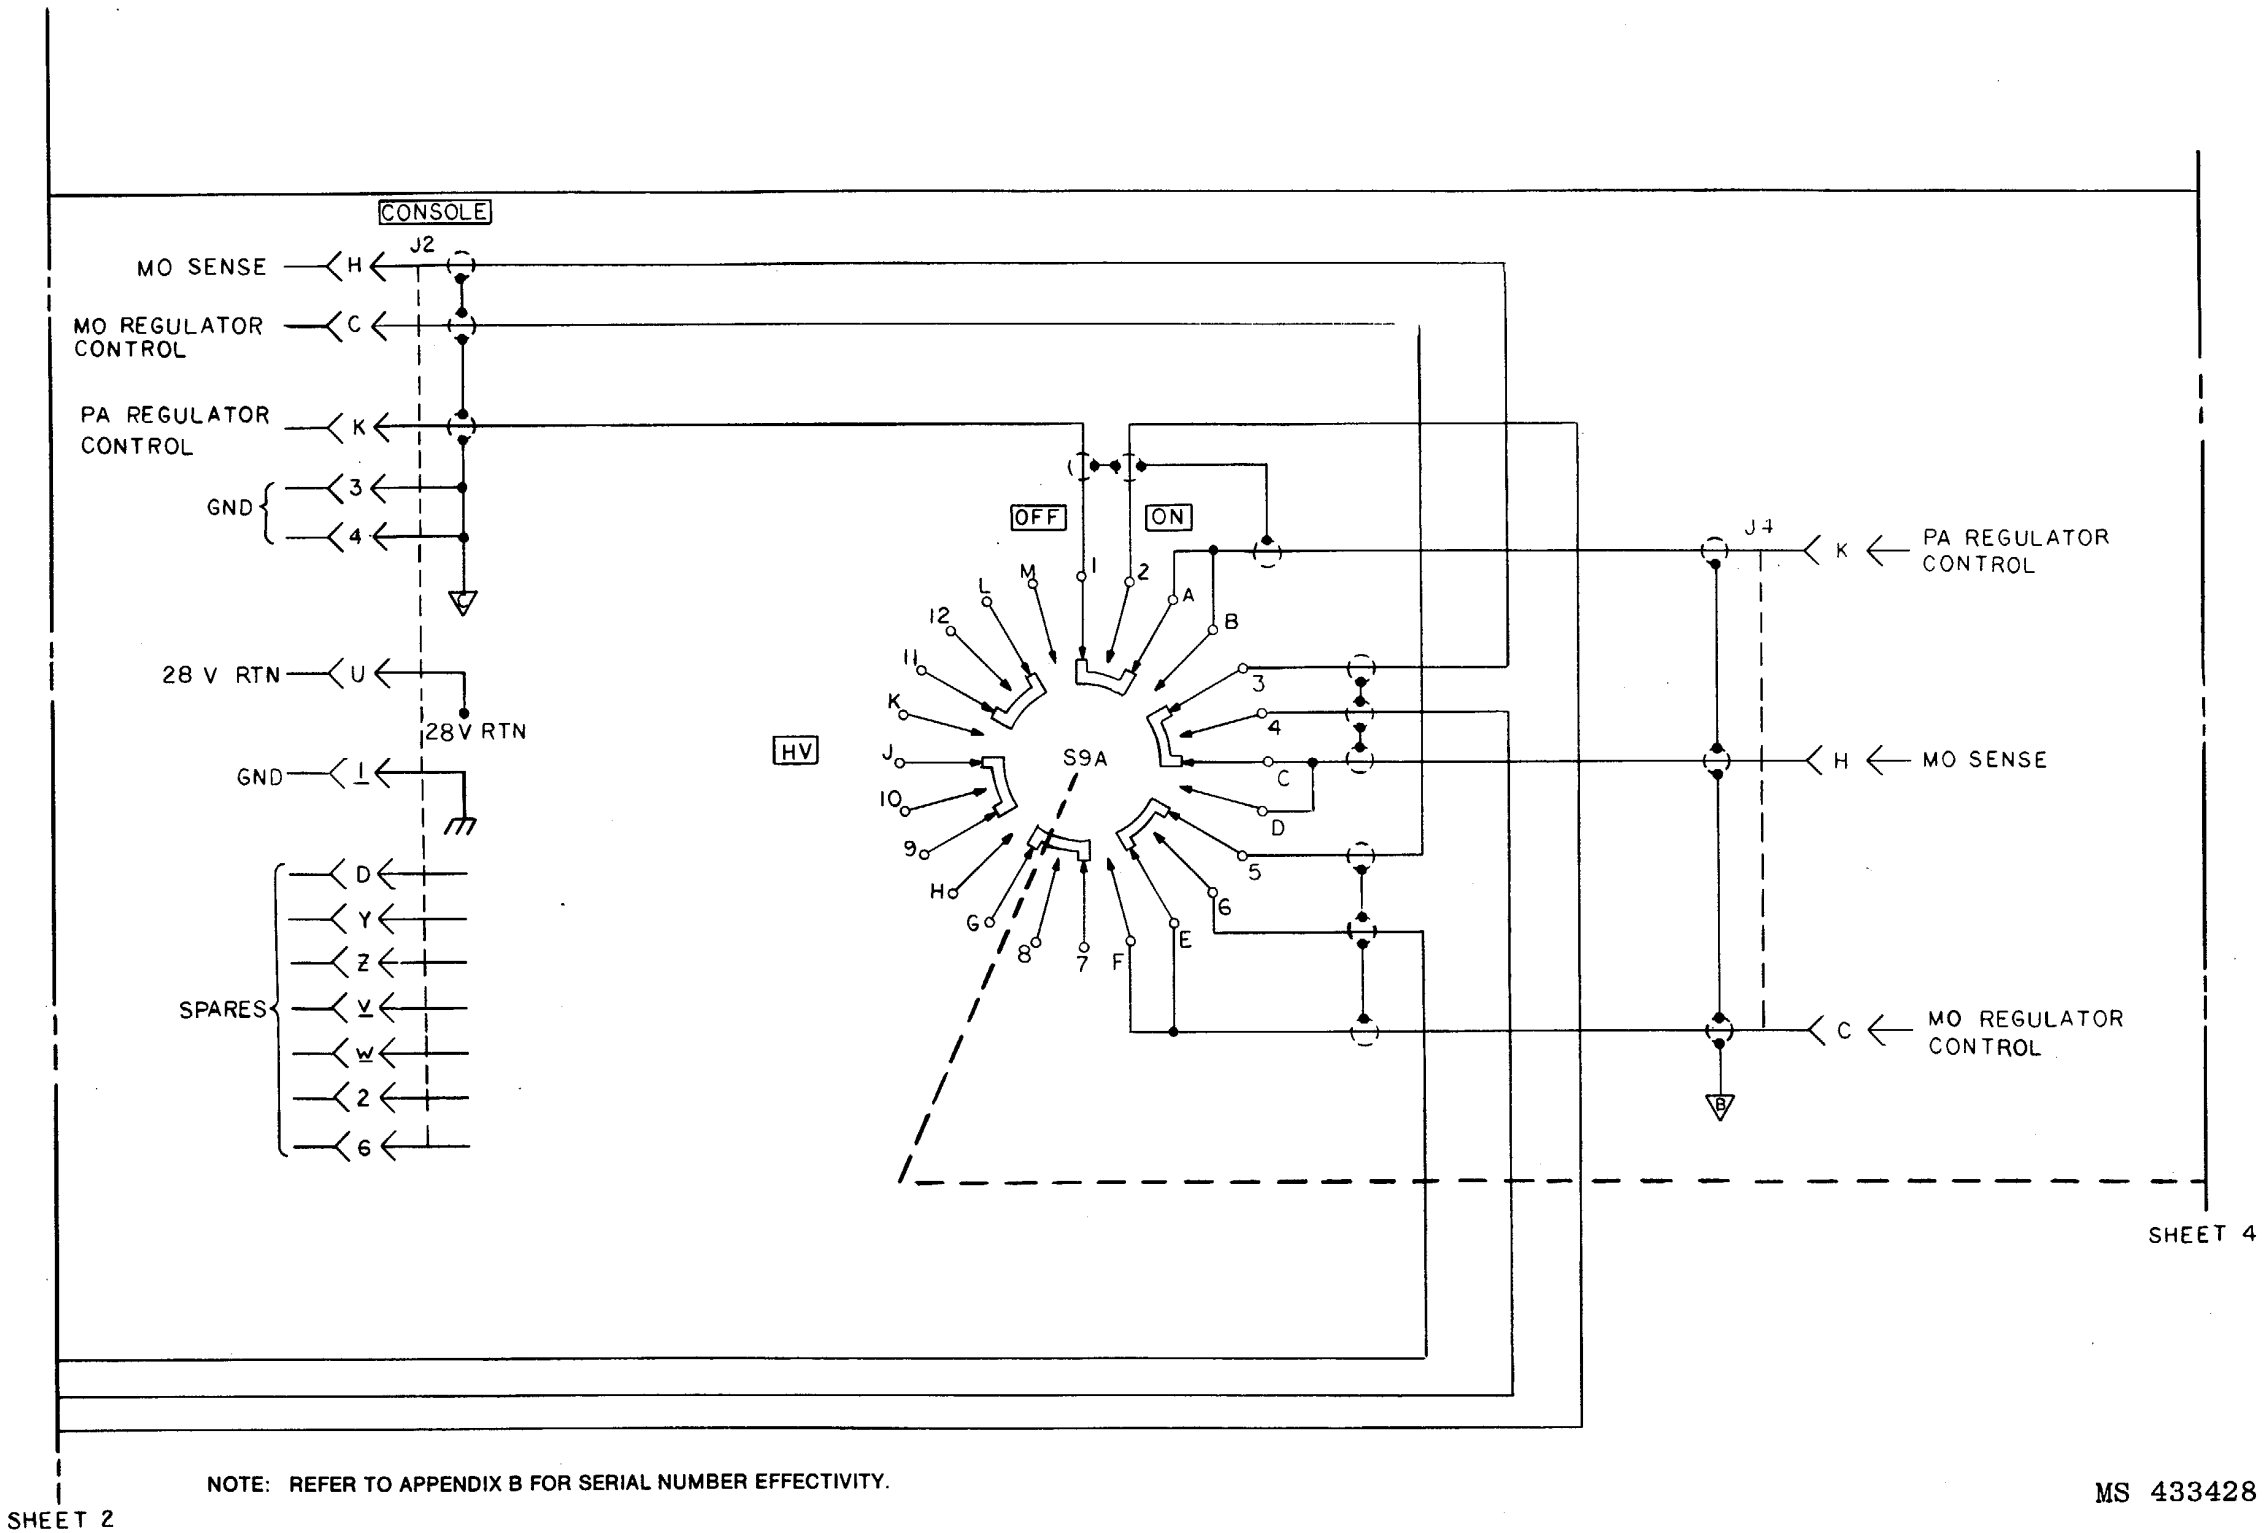 CONSOLE
J2
MO SENSE H
MO REGULATOR C
CONTROL
PA REGULATOR K
CONTROL
GND 3
4
C
OFF ON
J4
K PA REGULATOR
CONTROL
M 1 2 A
L B
12
11 3
28 V RTN U
28V RTN
K 4
HV
J S9A C
H MO SENSE
GND 1
10 D
9 5
H 6
G E
8 7 F
SPARES
D
Y
Z
V
W
2
6
C MO REGULATOR
CONTROL
B
SHEET 4
NOTE: REFER TO APPENDIX B FOR SERIAL NUMBER EFFECTIVITY.
MS 433428
SHEET 2